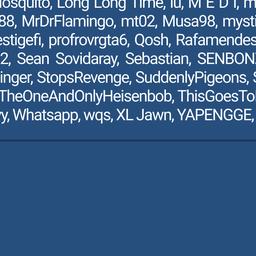 Mosquito, Long Long Time, lu, M E D I, m
88, MrDrFlamingo, mt02, Musa98, mysti
estigefi, profrovrgta6, Qosh, Rafamendes
2, Sean Sovidaray, Sebastian, SENBON
inger, StopsRevenge, SuddenlyPigeons,
TheOneAndOnlyHeisenbob, ThisGoesTo
y, Whatsapp, wqs, XL Jawn, YAPENGGE,